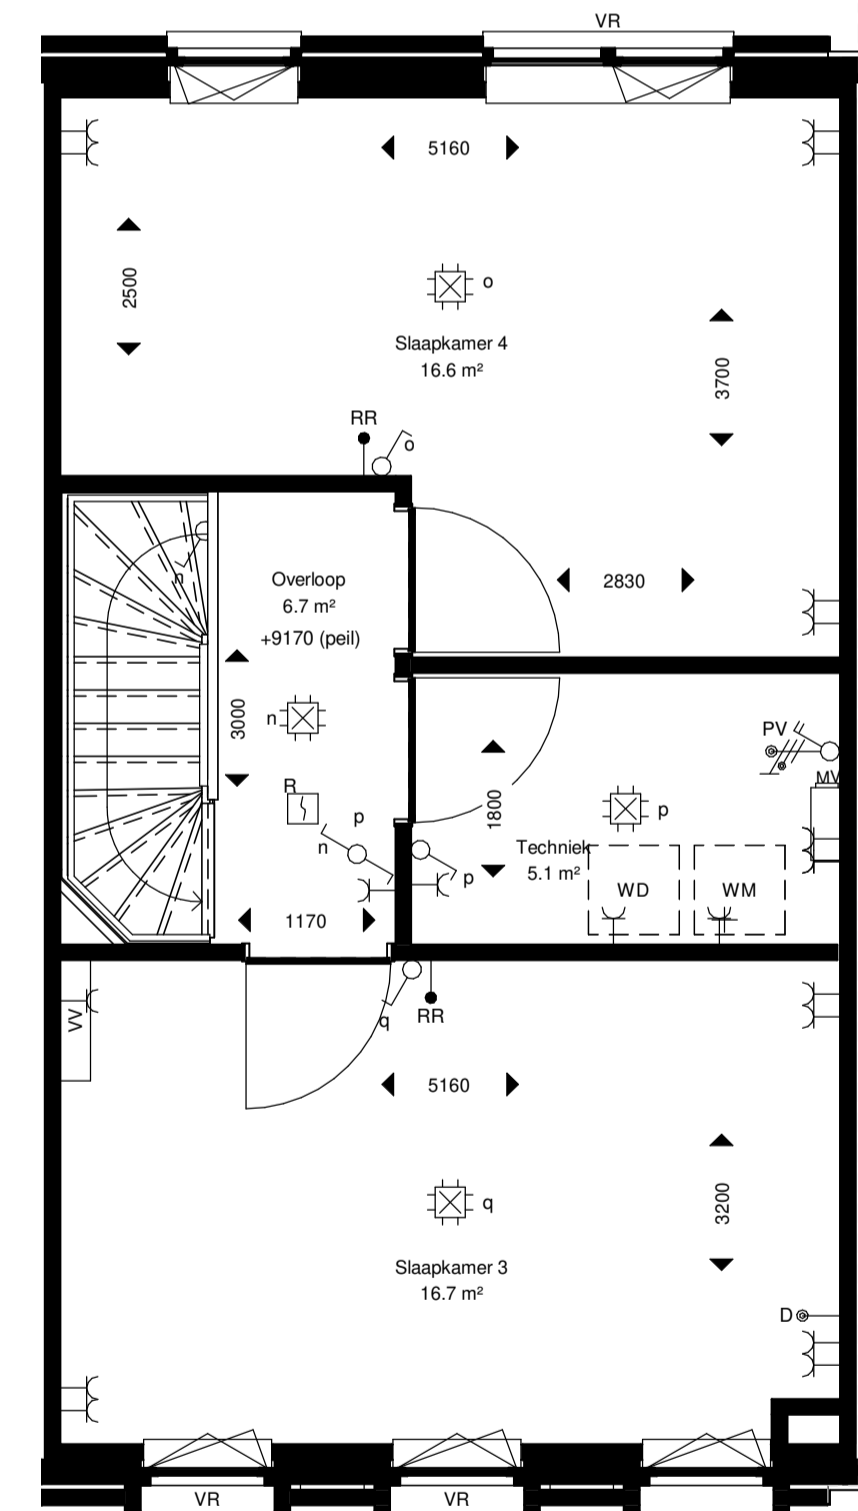 VR
5160
2500
o
Slaapkamer 4
16.6 m²
3700
RR
o
n
Overloop
6.7 m²
+9170 (peil)
2830
3000
n
PV
MV
R
p
n
1800
p
Techniek
5.1 m²
p
WD
WM
1170
VV
q
RR
5160
3200
q
Slaapkamer 3
16.7 m²
D
VR
VR